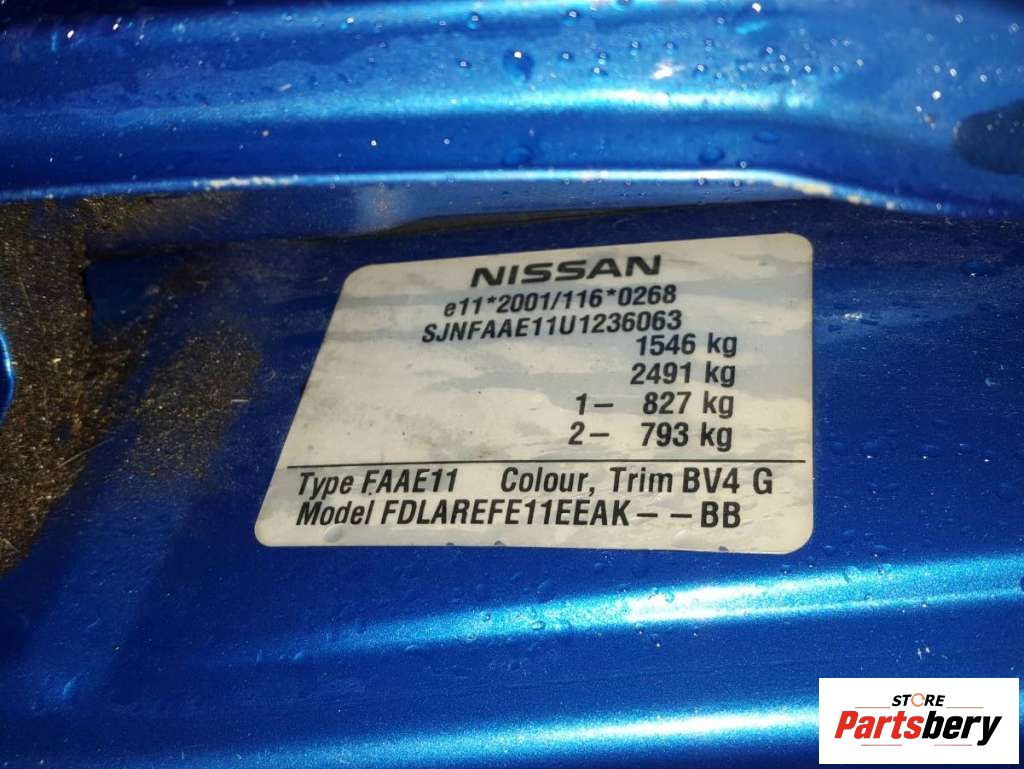 NISSAN
e11*2001/116*0268
SJNFAAE11U1236063
1546 kg
2491 kg
1– 827 kg
2– 793 kg
Type FAAE11 Colour, Trim BV4 G
Model FDLAREFE11EEAK– –BB
STORE
Partsbery